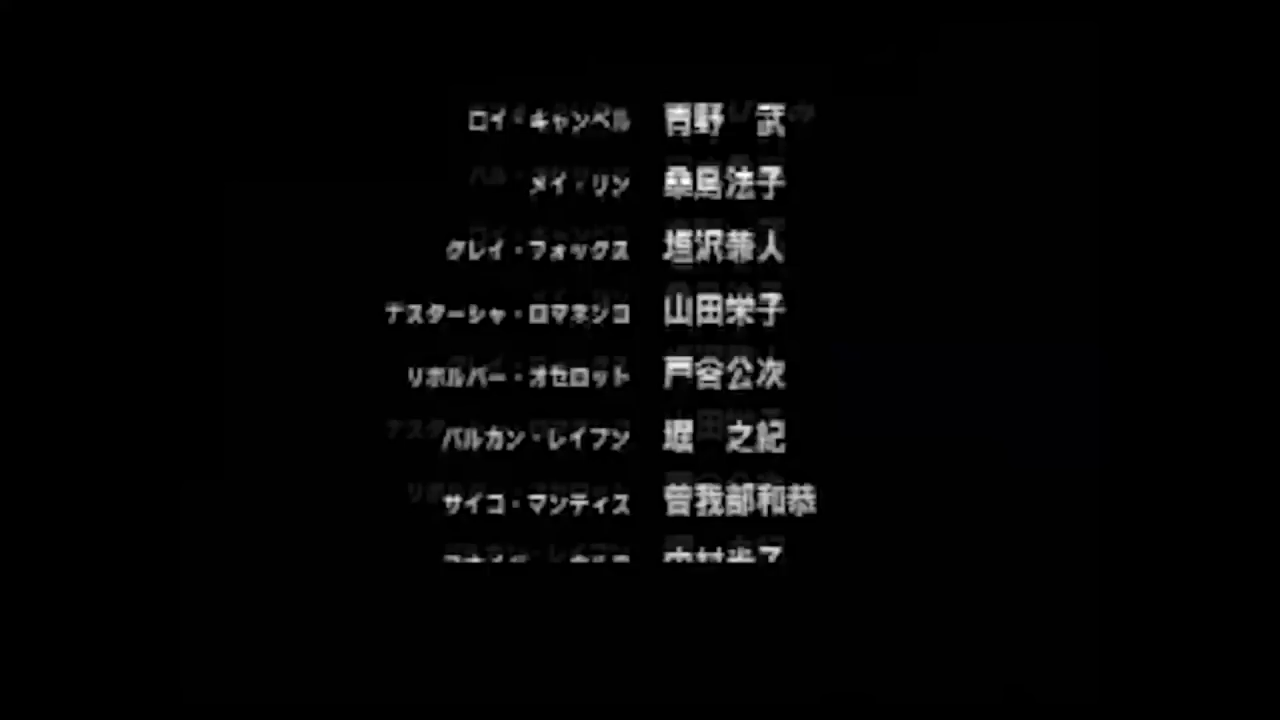 ロイ・キャンベル 青野 武
メイ・リン 桑島法子
グレイ・フォックス 塩沢兼人
ナスターシャ・ロマネンコ 山田栄子
リボルバー・オセロット 戸谷公次
バルカン・レイブン 堀 之紀
サイコ・マンティス 曽我部和恭